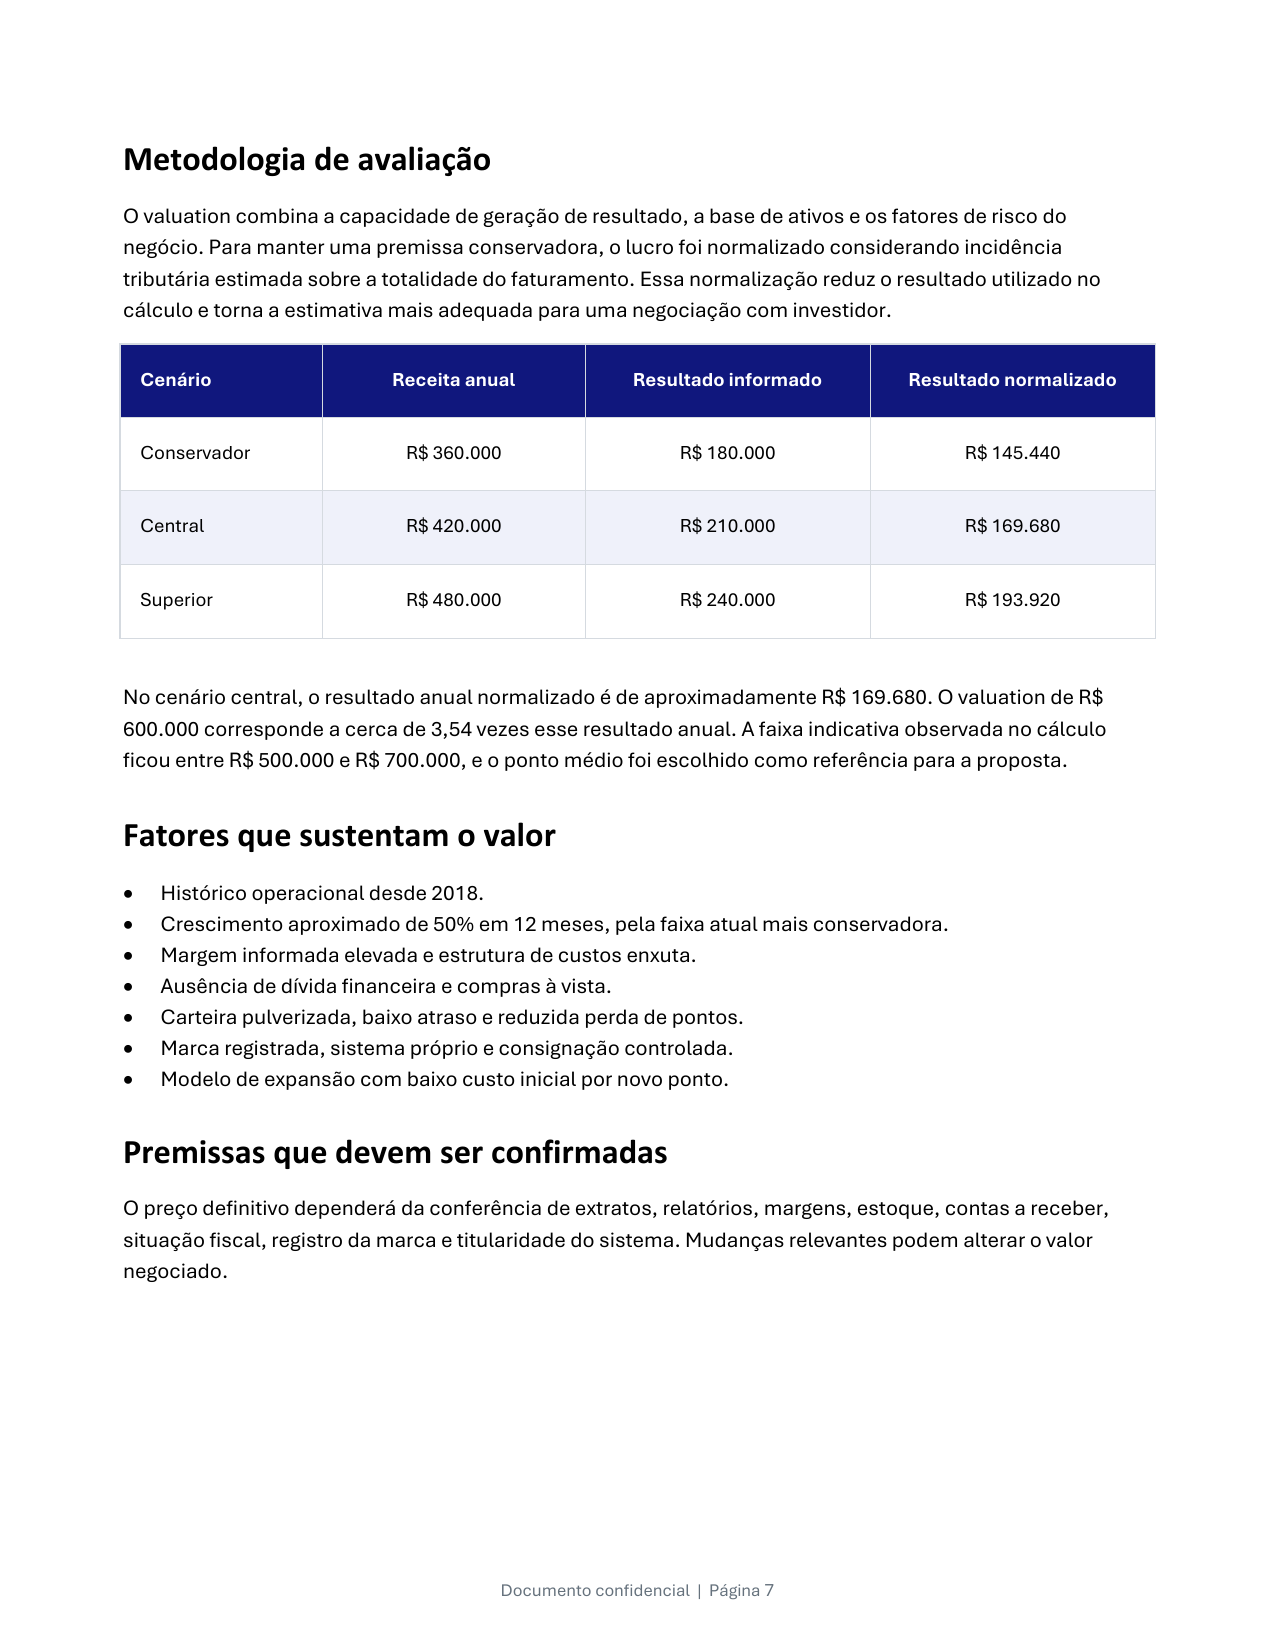 Metodologia de avaliação
O valuation combina a capacidade de geração de resultado, a base de ativos e os fatores de risco do
negócio. Para manter uma premissa conservadora, o lucro foi normalizado considerando incidência
tributária estimada sobre a totalidade do faturamento. Essa normalização reduz o resultado utilizado no
cálculo e torna a estimativa mais adequada para uma negociação com investidor.
Cenário Receita anual Resultado informado Resultado normalizado
Conservador R$ 360.000 R$ 180.000 R$ 145.440
Central R$ 420.000 R$ 210.000 R$ 169.680
Superior R$ 480.000 R$ 240.000 R$ 193.920
No cenário central, o resultado anual normalizado é de aproximadamente R$ 169.680. O valuation de R$
600.000 corresponde a cerca de 3,54 vezes esse resultado anual. A faixa indicativa observada no cálculo
ficou entre R$ 500.000 e R$ 700.000, e o ponto médio foi escolhido como referência para a proposta.
Fatores que sustentam o valor
• Histórico operacional desde 2018.
• Crescimento aproximado de 50% em 12 meses, pela faixa atual mais conservadora.
• Margem informada elevada e estrutura de custos enxuta.
• Ausência de dívida financeira e compras à vista.
• Carteira pulverizada, baixo atraso e reduzida perda de pontos.
• Marca registrada, sistema próprio e consignação controlada.
• Modelo de expansão com baixo custo inicial por novo ponto.
Premissas que devem ser confirmadas
O preço definitivo dependerá da conferência de extratos, relatórios, margens, estoque, contas a receber,
situação fiscal, registro da marca e titularidade do sistema. Mudanças relevantes podem alterar o valor
negociado.
Documento confidencial | Página 7